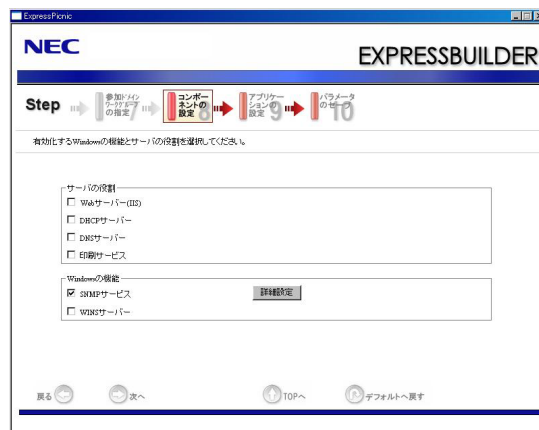 ExpressPicnic
NEC
EXPRESSBUILDER
Step
参加ドメイン
ワークグループ
の指定
7
コンポー
ネントの
設定
8
アプリケー
ションの
設定
9
パラメータ
のセーブ
10
有効化するWindowsの機能とサーバの役割を選択してください。
サーバの役割
Webサーバー(IIS)
DHCPサーバー
DNSサーバー
印刷サービス
Windowsの機能
SNMPサービス
詳細設定
WINSサーバー
戻る
次へ
TOPへ
デフォルトへ戻す